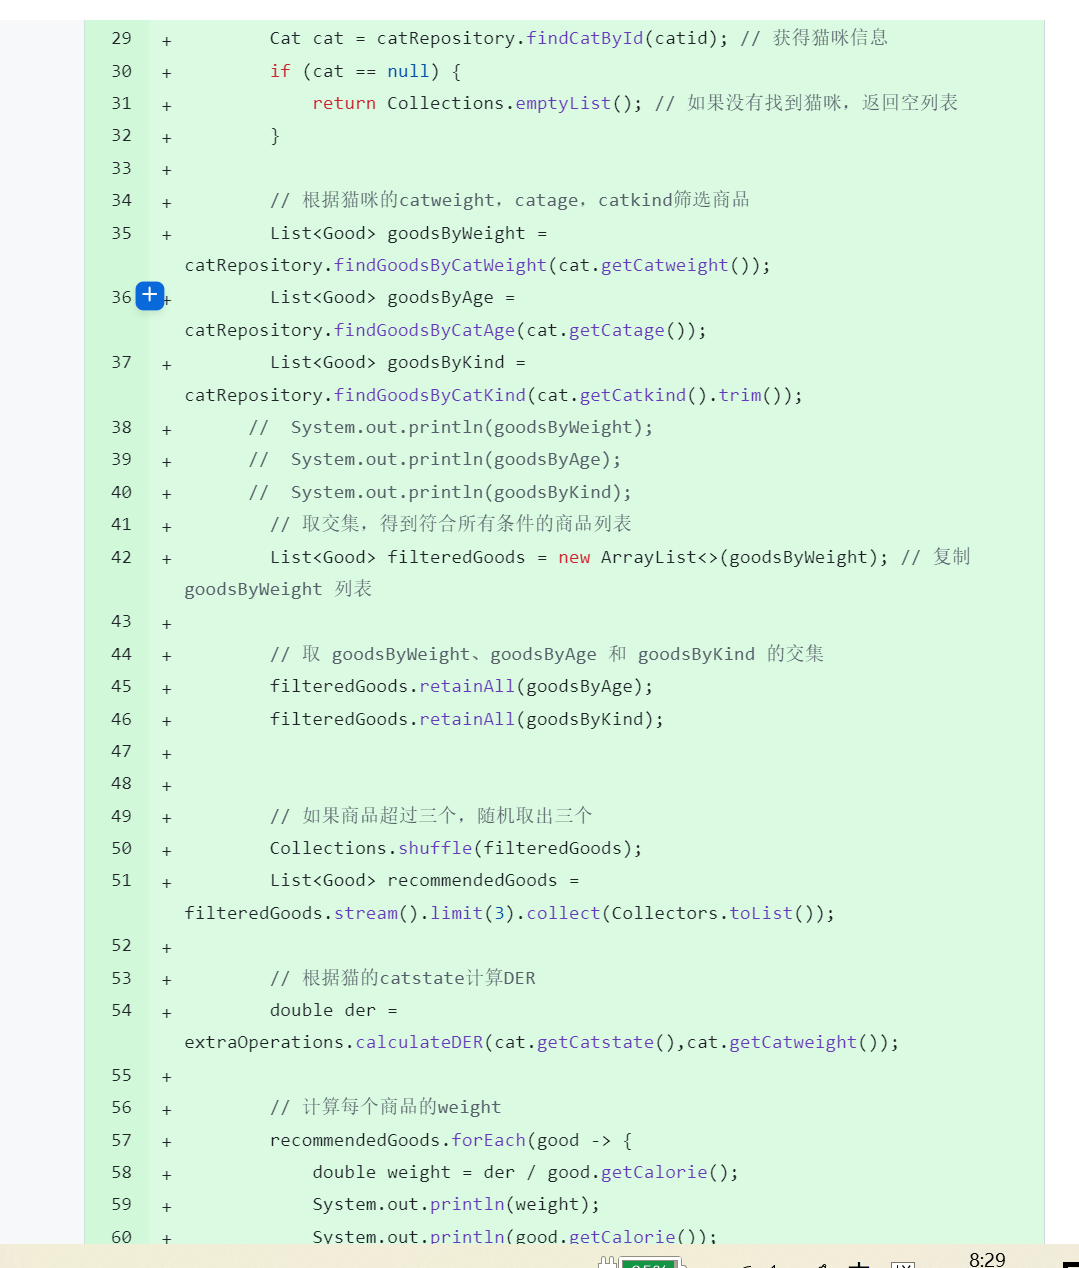 29 + Cat cat = catRepository.findCatById(catid); // 获得猫咪信息
30 + if (cat == null) {
31 + return Collections.emptyList(); // 如果没有找到猫咪，返回空列表
32 + }
33 +
34 + // 根据猫咪的catweight，catage，catkind筛选商品
35 + List<Good> goodsByWeight =
catRepository.findGoodsByCatWeight(cat.getCatweight());
36 + List<Good> goodsByAge =
catRepository.findGoodsByCatAge(cat.getCatage());
37 + List<Good> goodsByKind =
catRepository.findGoodsByCatKind(cat.getCatkind().trim());
38 + // System.out.println(goodsByWeight);
39 + // System.out.println(goodsByAge);
40 + // System.out.println(goodsByKind);
41 + // 取交集，得到符合所有条件的商品列表
42 + List<Good> filteredGoods = new ArrayList<>(goodsByWeight); // 复制
goodsByWeight 列表
43 +
44 + // 取 goodsByWeight、goodsByAge 和 goodsByKind 的交集
45 + filteredGoods.retainAll(goodsByAge);
46 + filteredGoods.retainAll(goodsByKind);
47 +
48 +
49 + // 如果商品超过三个，随机取出三个
50 + Collections.shuffle(filteredGoods);
51 + List<Good> recommendedGoods =
filteredGoods.stream().limit(3).collect(Collectors.toList());
52 +
53 + // 根据猫的catstate计算DER
54 + double der =
extraOperations.calculateDER(cat.getCatstate(),cat.getCatweight());
55 +
56 + // 计算每个商品的weight
57 + recommendedGoods.forEach(good -> {
58 + double weight = der / good.getCalorie();
59 + System.out.println(weight);
60 + System.out.println(good.getCalorie());
8:29